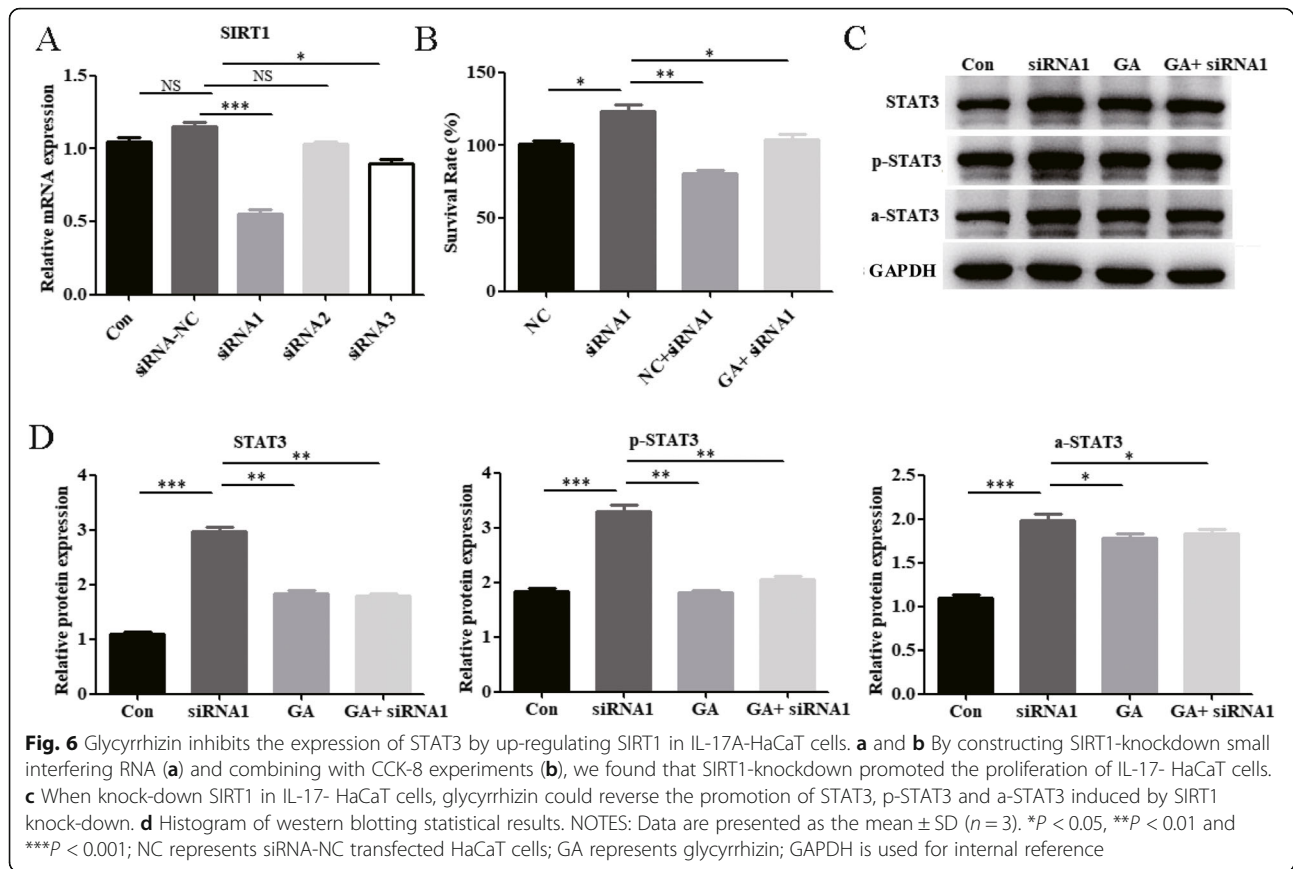 A
SIRT1
*
NS
NS
***
Relative mRNA expression
1.5
1.0
0.5
0.0
Con
siRNA-NC
siRNA1
siRNA2
siRNA3
B
*
*
**
Survival Rate (%)
150
100
50
0
NC
siRNA1
NC+siRNA1
GA+ siRNA1
C
Con siRNA1 GA GA+ siRNA1
STAT3
p-STAT3
a-STAT3
GAPDH
D
STAT3
**
*** **
Relative protein expression
4
3
2
1
0
Con siRNA1 GA GA+ siRNA1
p-STAT3
**
*** **
Relative protein expression
4
3
2
1
0
Con siRNA1 GA GA+ siRNA1
a-STAT3
*
*** *
Relative protein expression
2.5
2.0
1.5
1.0
0.5
0.0
Con siRNA1 GA GA+ siRNA1
Fig. 6 Glycyrrhizin inhibits the expression of STAT3 by up-regulating SIRT1 in IL-17A-HaCaT cells. a and b By constructing SIRT1-knockdown small
interfering RNA (a) and combining with CCK-8 experiments (b), we found that SIRT1-knockdown promoted the proliferation of IL-17- HaCaT cells.
c When knock-down SIRT1 in IL-17- HaCaT cells, glycyrrhizin could reverse the promotion of STAT3, p-STAT3 and a-STAT3 induced by SIRT1
knock-down. d Histogram of western blotting statistical results. NOTES: Data are presented as the mean ± SD (n = 3). *P < 0.05, **P < 0.01 and
***P < 0.001; NC represents siRNA-NC transfected HaCaT cells; GA represents glycyrrhizin; GAPDH is used for internal reference